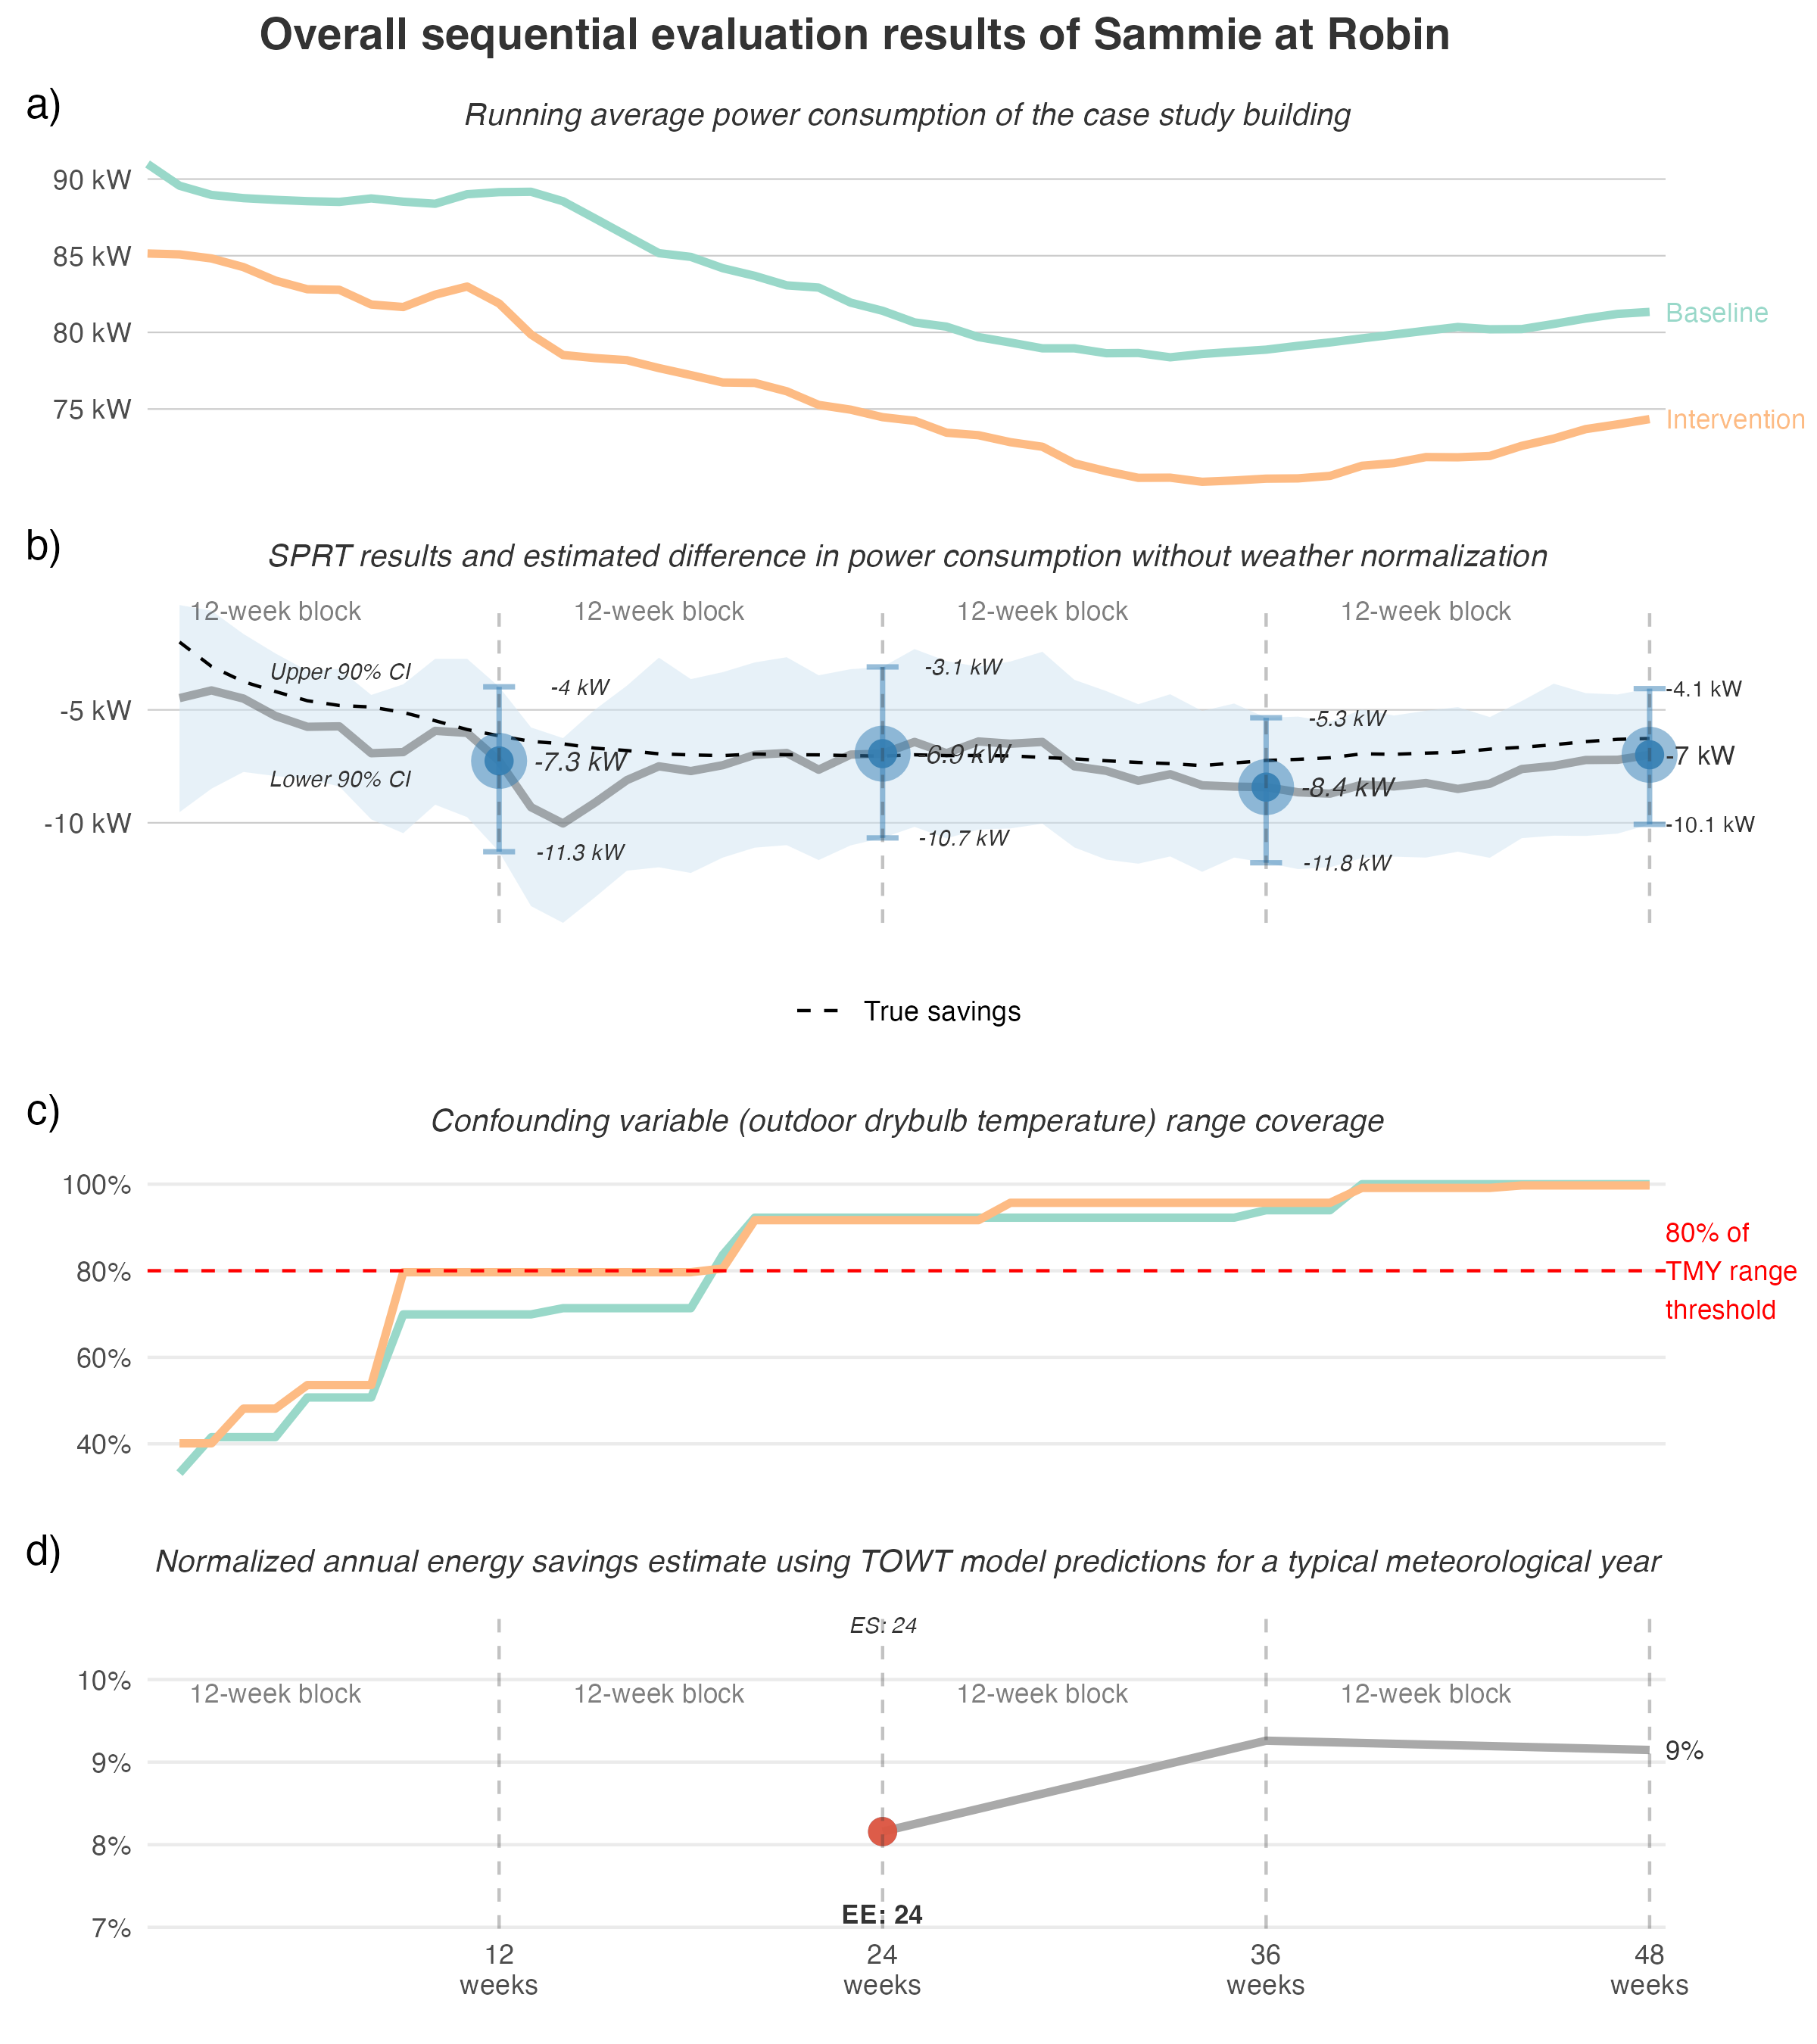 Overall sequential evaluation results of Sammie at Robin
a)
Running average power consumption of the case study building
90 kW
85 kW
80 kW
75 kW
Baseline
Intervention
b)
SPRT results and estimated difference in power consumption without weather normalization
12-week block 12-week block 12-week block 12-week block
Upper 90% CI
Lower 90% CI
-5 kW
-10 kW
-4 kW
-7.3 kW
-11.3 kW
-3.1 kW
-6.9 kW
-10.7 kW
-5.3 kW
-8.4 kW
-11.8 kW
-4.1 kW
-7 kW
-10.1 kW
True savings
c)
Confounding variable (outdoor drybulb temperature) range coverage
100%
80%
60%
40%
80% of
TMY range
threshold
d)
Normalized annual energy savings estimate using TOWT model predictions for a typical meteorological year
ES: 24
10%
12-week block 12-week block 12-week block 12-week block
9%
9%
8%
EE: 24
7%
12 24 36 48
weeks weeks weeks weeks